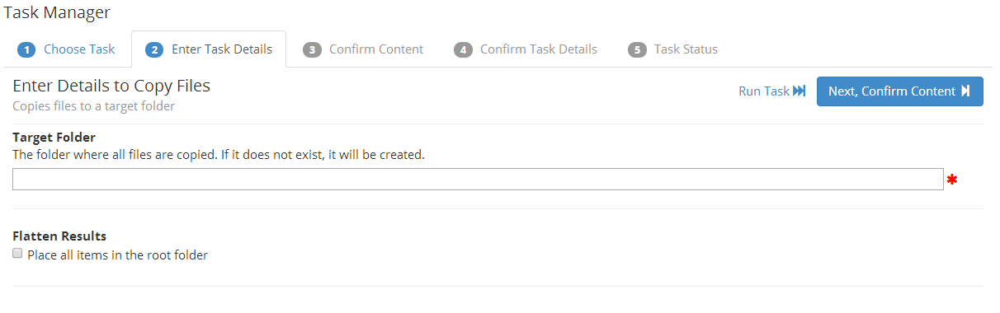 Task Manager
1 Choose Task 2 Enter Task Details 3 Confirm Content 4 Confirm Task Details 5 Task Status
Enter Details to Copy Files
Run Task Next, Confirm Content
Copies files to a target folder
Target Folder
The folder where all files are copied. If it does not exist, it will be created.
*
Flatten Results
Place all items in the root folder